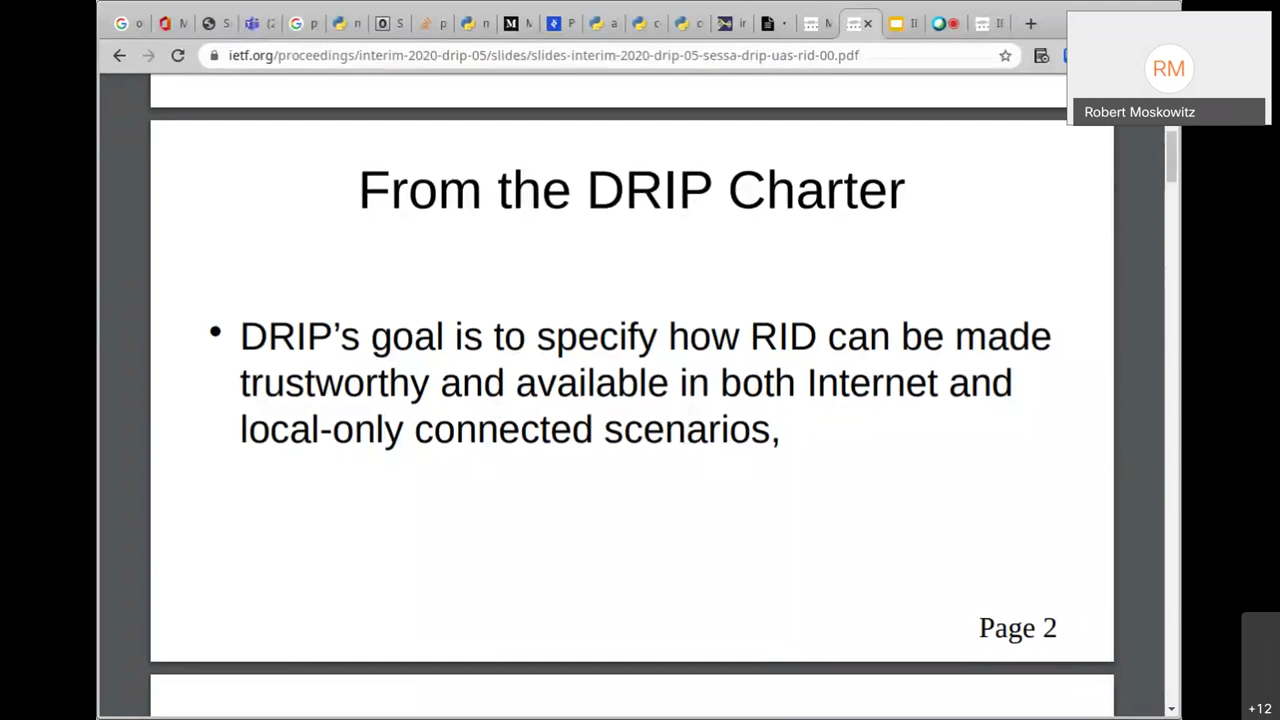 ietf.org/proceedings/interim-2020-drip-05/slides/slides-interim-2020-drip-05-sessa-drip-uas-rid-00.pdf
RM
Robert Moskowitz
From the DRIP Charter
• DRIP’s goal is to specify how RID can be made
trustworthy and available in both Internet and
local-only connected scenarios,
Page 2
+12